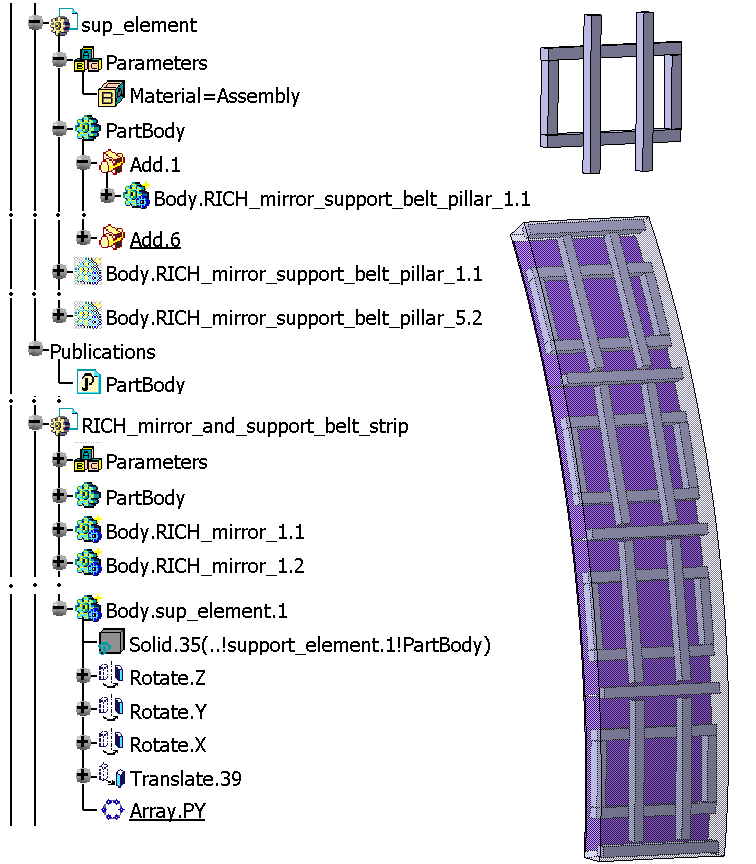 sup_element
Parameters
Material=Assembly
PartBody
Add.1
Body.RICH_mirror_support_belt_pillar_1.1
Add.6
Body.RICH_mirror_support_belt_pillar_1.1
Body.RICH_mirror_support_belt_pillar_5.2
Publications
PartBody
RICH_mirror_and_support_belt_strip
Parameters
PartBody
Body.RICH_mirror_1.1
Body.RICH_mirror_1.2
Body.sup_element.1
Solid.35(..!support_element.1!PartBody)
Rotate.Z
Rotate.Y
Rotate.X
Translate.39
Array.PY